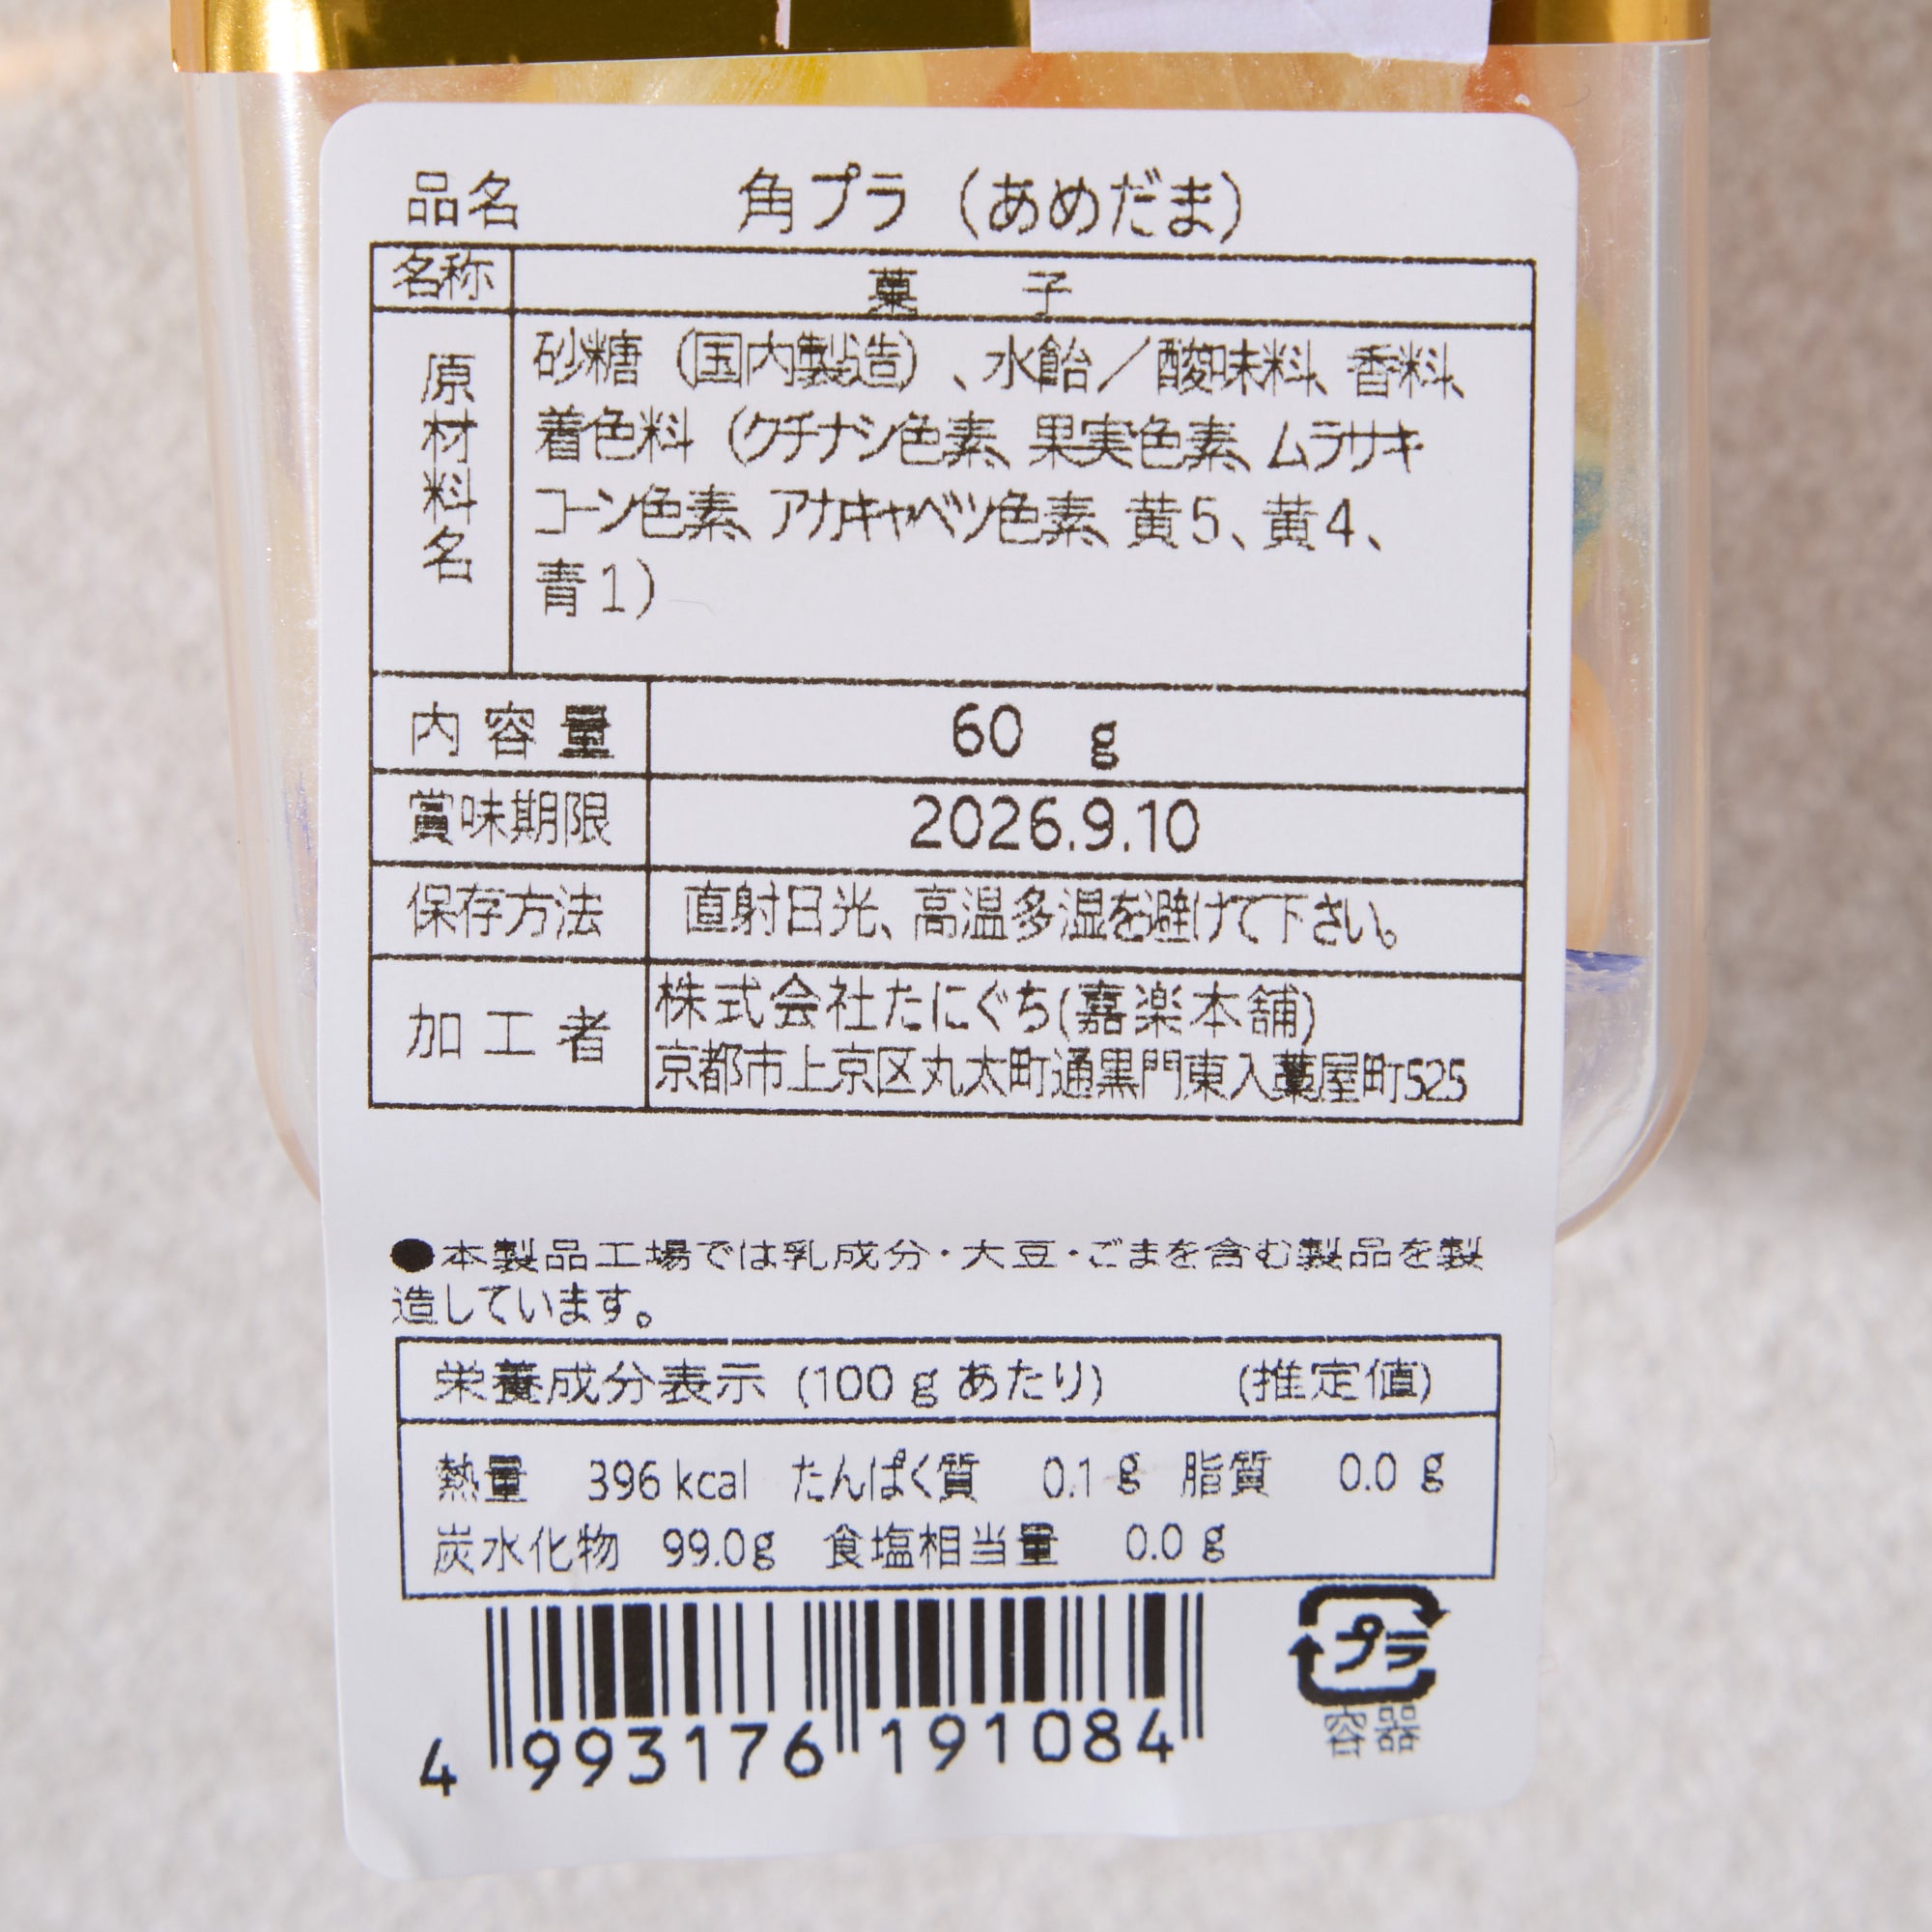 品名 角プラ(あめだま)
名称 菓 子
原材料名 砂糖(国内製造)、水飴/酸味料、香料、
着色料(クチナシ色素、果実色素、ムラサキ
コーン色素、アカキャベツ色素、黄5、黄4、
青1)
内容量 60 g
賞味期限 2026.9.10
保存方法 直射日光、高温多湿を避けて下さい。
加工者 株式会社たにぐち(嘉楽本舗)
京都市上京区丸太町通黒門東入藁屋町525
●本製品工場では乳成分・大豆・ごまを含む製品を製
造しています。
栄養成分表示 (100gあたり) (推定値)
熱量 396 kcal たんぱく質 0.1 g 脂質 0.0 g
炭水化物 99.0g 食塩相当量 0.0 g
プラ
容器
4 993176 191084